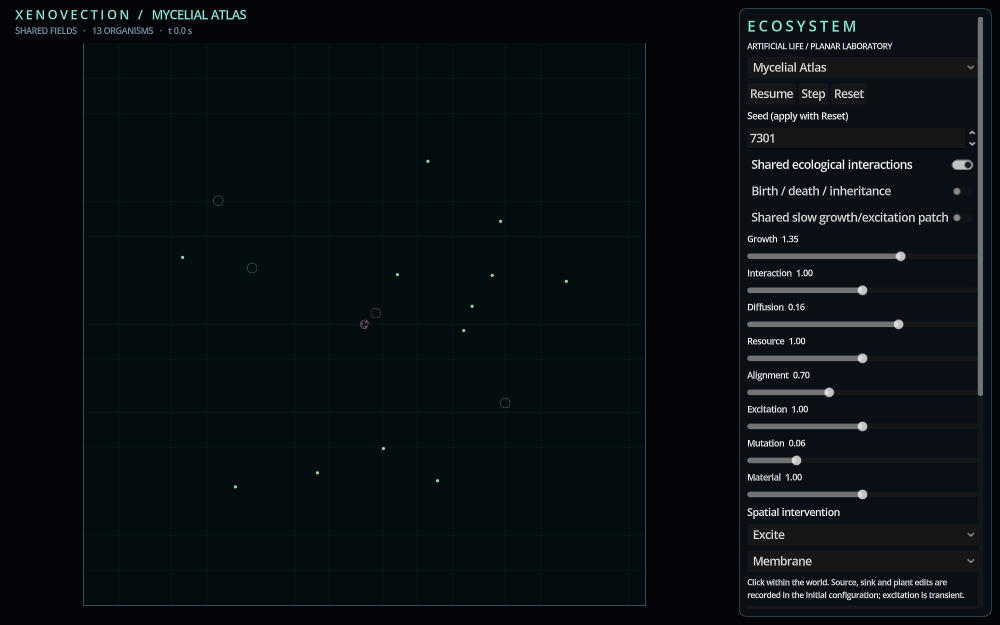 XENOVECTION / MYCELIAL ATLAS
SHARED FIELDS · 13 ORGANISMS · t 0.0 s
ECOSYSTEM
ARTIFICIAL LIFE / PLANAR LABORATORY
Mycelial Atlas
Resume Step Reset
Seed (apply with Reset)
7301
Shared ecological interactions
Birth / death / inheritance
Shared slow growth/excitation patch
Growth 1.35
Interaction 1.00
Diffusion 0.16
Resource 1.00
Alignment 0.70
Excitation 1.00
Mutation 0.06
Material 1.00
Spatial intervention
Excite
Membrane
Click within the world. Source, sink and plant edits are
recorded in the initial configuration; excitation is transient.